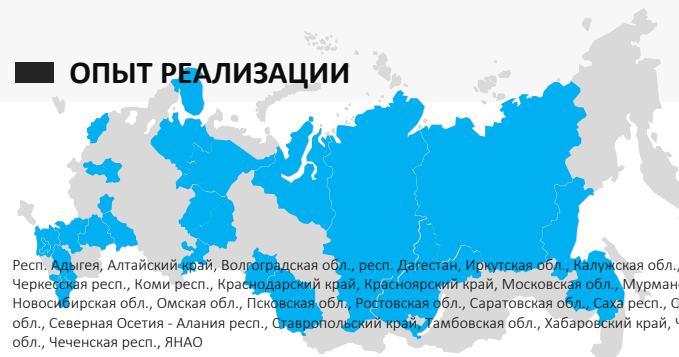 ОПЫТ РЕАЛИЗАЦИИ
Респ. Адыгея, Алтайский край, Волгоградская обл., респ. Дагестан, Иркутская обл., Калужская обл.,
Черкесская респ., Коми респ., Краснодарский край, Красноярский край, Московская обл.,
Новосибирская обл., Омская обл., Псковская обл., Ростовская обл., Саратовская обл., Саха респ.,
обл., Северная Осетия - Алания респ., Ставропольский край, Тамбовская обл., Хабаровский край,
обл., Чеченская респ., ЯНАО